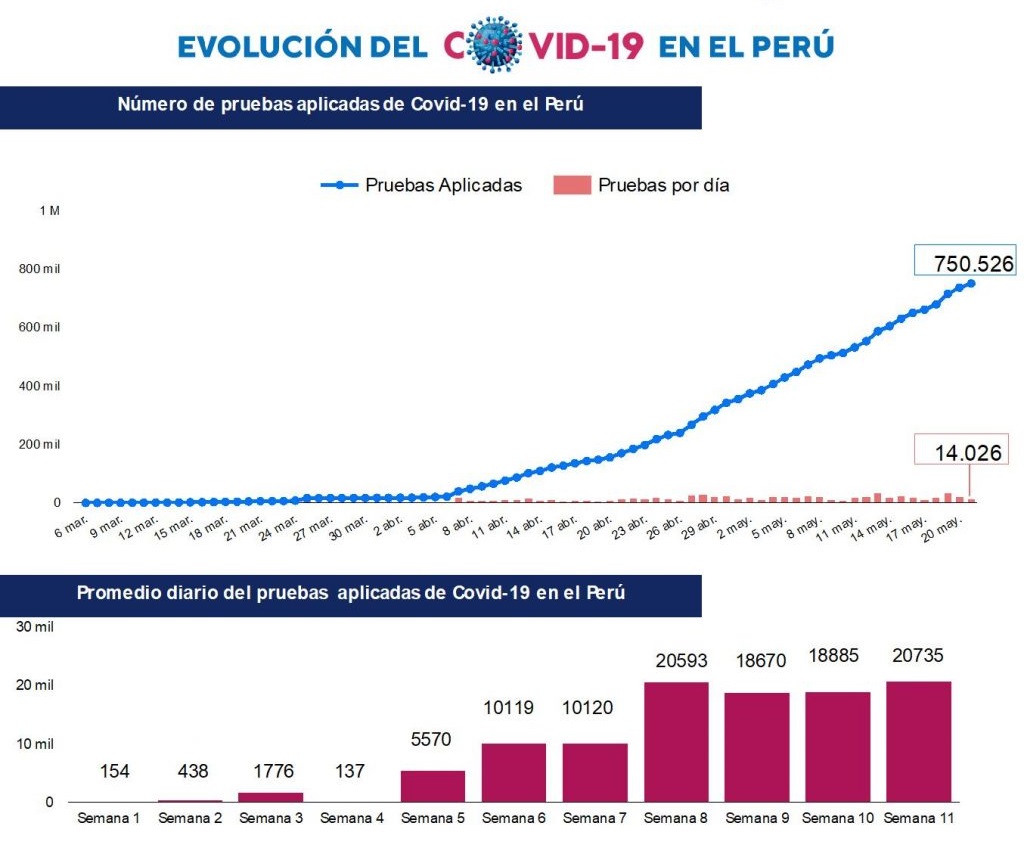 EVOLUCIÓN DEL COVID-19 EN EL PERÚ
Número de pruebas aplicadas de Covid-19 en el Perú
Pruebas Aplicadas Pruebas por día
1 M
800 mil
750.526
600 mil
400 mil
200 mil
14.026
0
6 mar. 9 mar. 12 mar. 15 mar. 18 mar. 21 mar. 24 mar. 27 mar. 30 mar. 2 abr. 5 abr. 8 abr. 11 abr. 14 abr. 17 abr. 20 abr. 23 abr. 26 abr. 29 abr. 2 may. 5 may. 8 may. 11 may. 14 may. 17 may. 20 may.
Promedio diario del pruebas aplicadas de Covid-19 en el Perú
30 mil
20593 18670 18885 20735
20 mil
10119 10120
10 mil
5570
154 438 1776 137
0
Semana 1 Semana 2 Semana 3 Semana 4 Semana 5 Semana 6 Semana 7 Semana 8 Semana 9 Semana 10 Semana 11